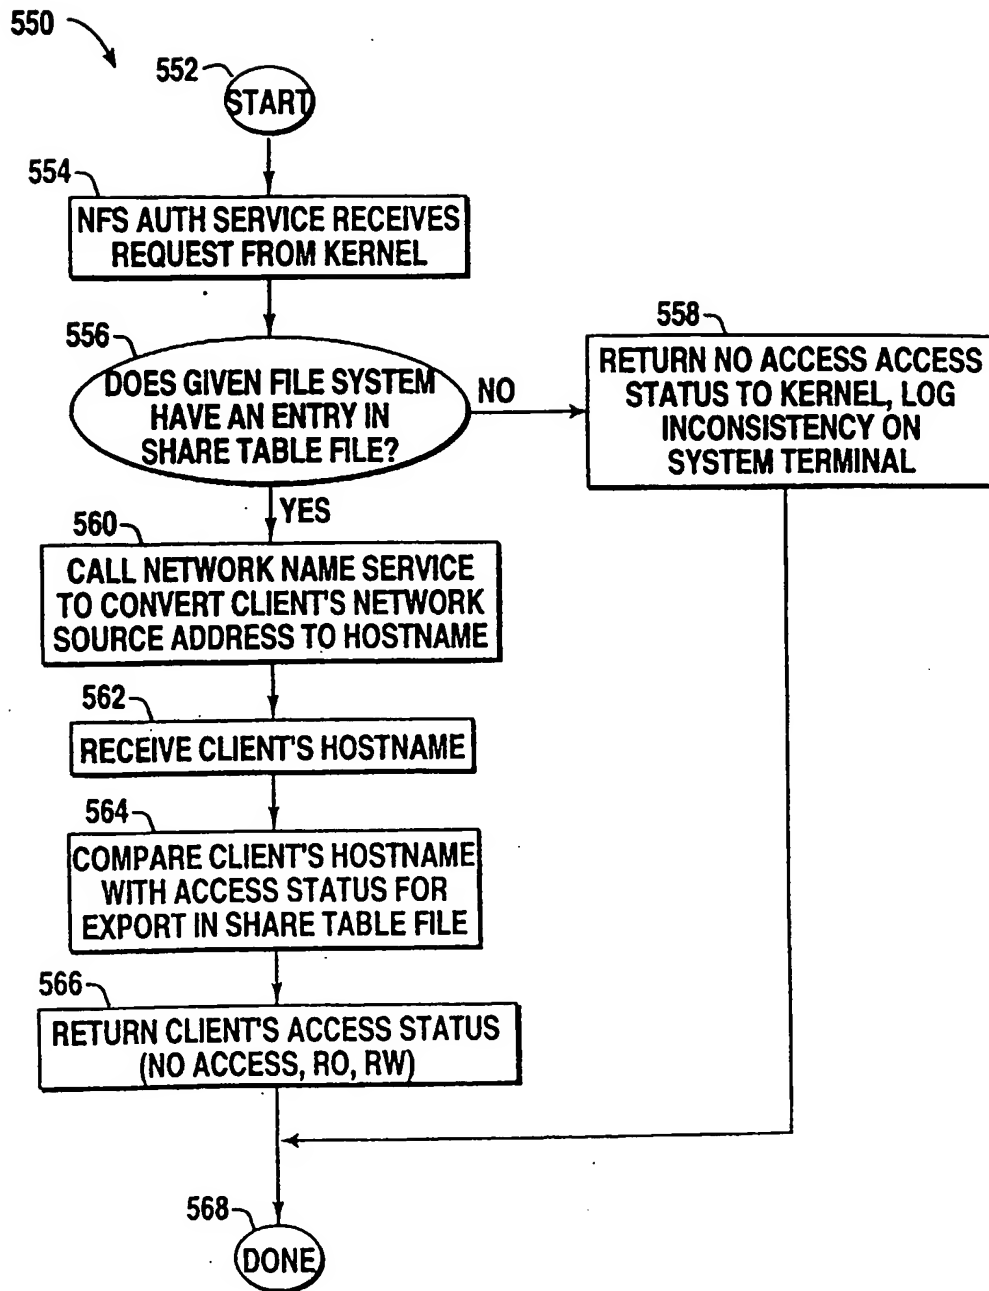 550
552
START
554
NFS AUTH SERVICE RECEIVES
REQUEST FROM KERNEL
556
DOES GIVEN FILE SYSTEM
HAVE AN ENTRY IN
SHARE TABLE FILE?
NO
558
RETURN NO ACCESS ACCESS
STATUS TO KERNEL, LOG
INCONSISTENCY ON
SYSTEM TERMINAL
YES
560
CALL NETWORK NAME SERVICE
TO CONVERT CLIENT'S NETWORK
SOURCE ADDRESS TO HOSTNAME
562
RECEIVE CLIENT'S HOSTNAME
564
COMPARE CLIENT'S HOSTNAME
WITH ACCESS STATUS FOR
EXPORT IN SHARE TABLE FILE
566
RETURN CLIENT'S ACCESS STATUS
(NO ACCESS, RO, RW)
568
DONE